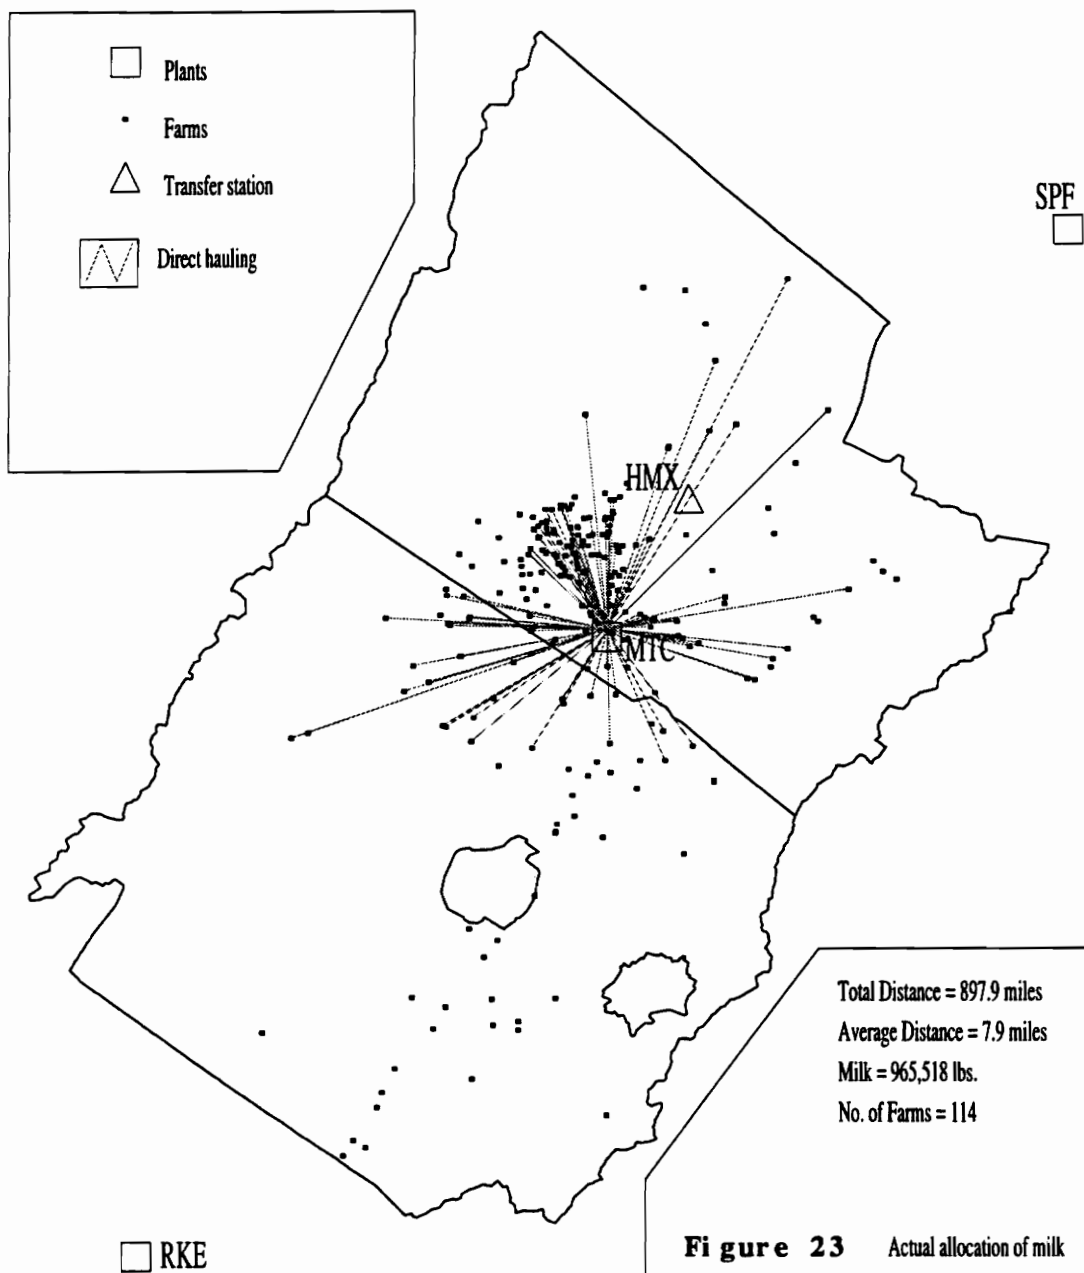 Plants
Farms
Transfer station
Direct hauling
SPF
HMX
MTC
Total Distance = 897.9 miles
Average Distance = 7.9 miles
Milk = 965,518 lbs.
No. of Farms = 114
RKE
Figure 23 Actual allocation of milk